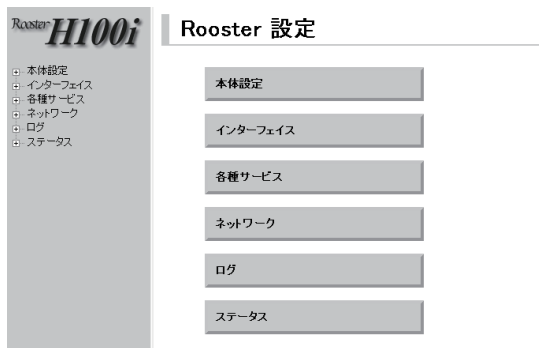 Rooster H100i
本体設定
インターフェイス
各種サービス
ネットワーク
ログ
ステータス
Rooster 設定
本体設定
インターフェイス
各種サービス
ネットワーク
ログ
ステータス